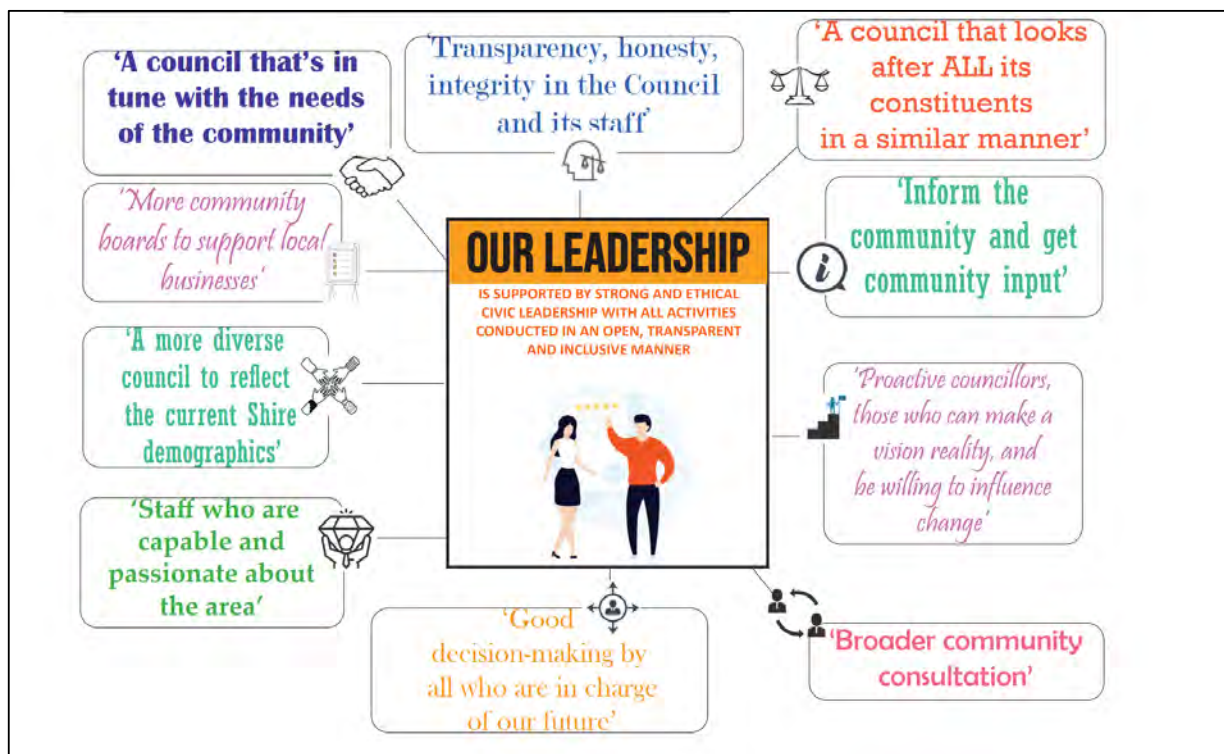 ‘A council that’s in
tune with the needs
of the community’
‘Transparency, honesty,
integrity in the Council
and its staff’
‘A council that looks
after ALL its
constituents
in a similar manner’
‘More community
boards to support local
businesses‘
OUR LEADERSHIP
IS SUPPORTED BY STRONG AND ETHICAL
CIVIC LEADERSHIP WITH ALL ACTIVITIES
CONDUCTED IN AN OPEN, TRANSPARENT
AND INCLUSIVE MANNER
‘Inform the
community and get
community input’
‘A more diverse
council to reflect
the current Shire
demographics’
‘Proactive councillors,
those who can make a
vision reality, and
be willing to influence
change’
‘Staff who are
capable and
passionate about
the area’
‘Good
decision-making by
all who are in charge
of our future’
‘Broader community
consultation’